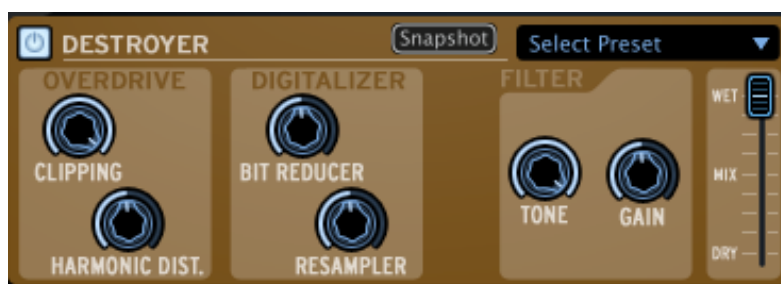 DESTROYER
Snapshot
Select Preset
OVERDRIVE
DIGITALIZER
FILTER
WET
CLIPPING
BIT REDUCER
MIX
TONE
GAIN
HARMONIC DIST.
RESAMPLER
DRY